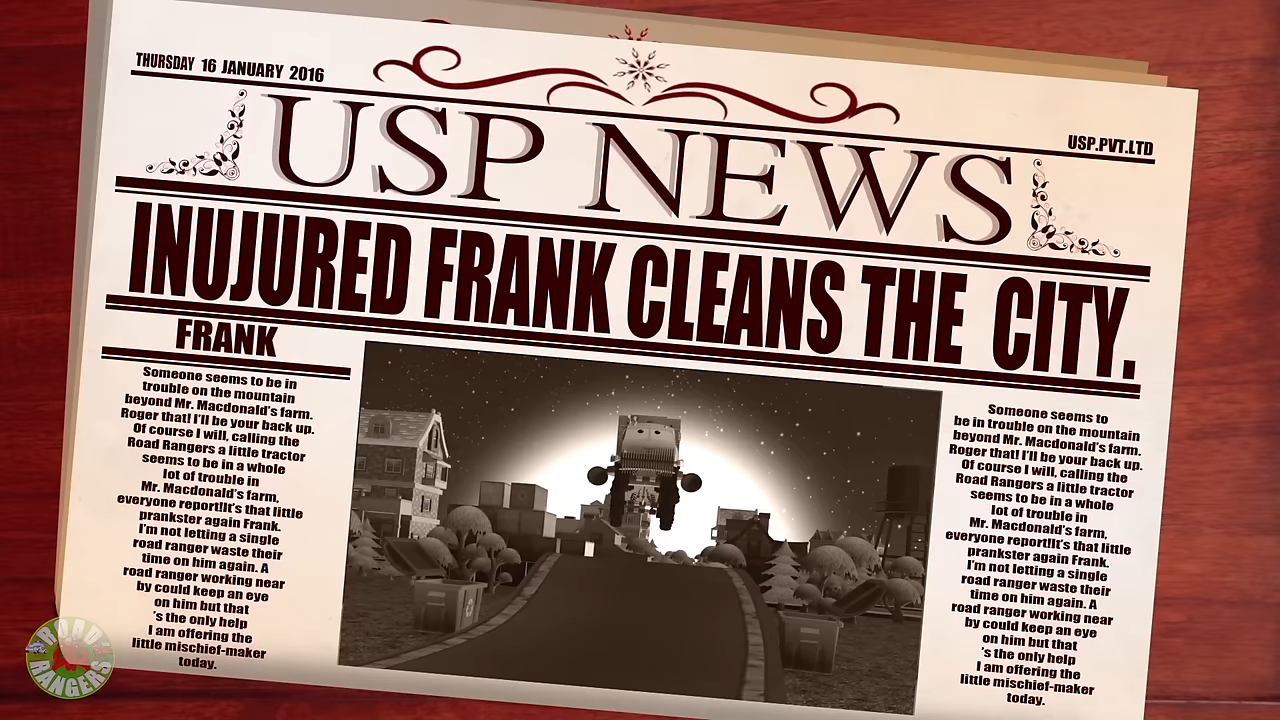 THURSDAY 16 JANUARY 2016
USP.PVT.LTD
USP NEWS
INUJURED FRANK CLEANS THE CITY.
FRANK
Someone seems to be in
trouble on the mountain
beyond Mr. Macdonald's farm.
Roger that! I'll be your back up.
Of course I will, calling the
Road Rangers a little tractor
seems to be in a whole
lot of trouble in
Mr. Macdonald's farm,
everyone report!It's that little
prankster again Frank.
I'm not letting a single
road ranger waste their
time on him again. A
road ranger working near
by could keep an eye
on him but that
's the only help
I am offering the
little mischief-maker
today.
Someone seems to
be in trouble on the mountain
beyond Mr. Macdonald's farm.
Roger that! I'll be your back up.
Of course I will, calling the
Road Rangers a little tractor
seems to be in a whole
lot of trouble in
Mr. Macdonald's farm,
everyone report!It's that little
prankster again Frank.
I'm not letting a single
road ranger waste their
time on him again. A
road ranger working near
by could keep an eye
on him but that
's the only help
I am offering the
little mischief-maker
today.
ROAD
RANGERS